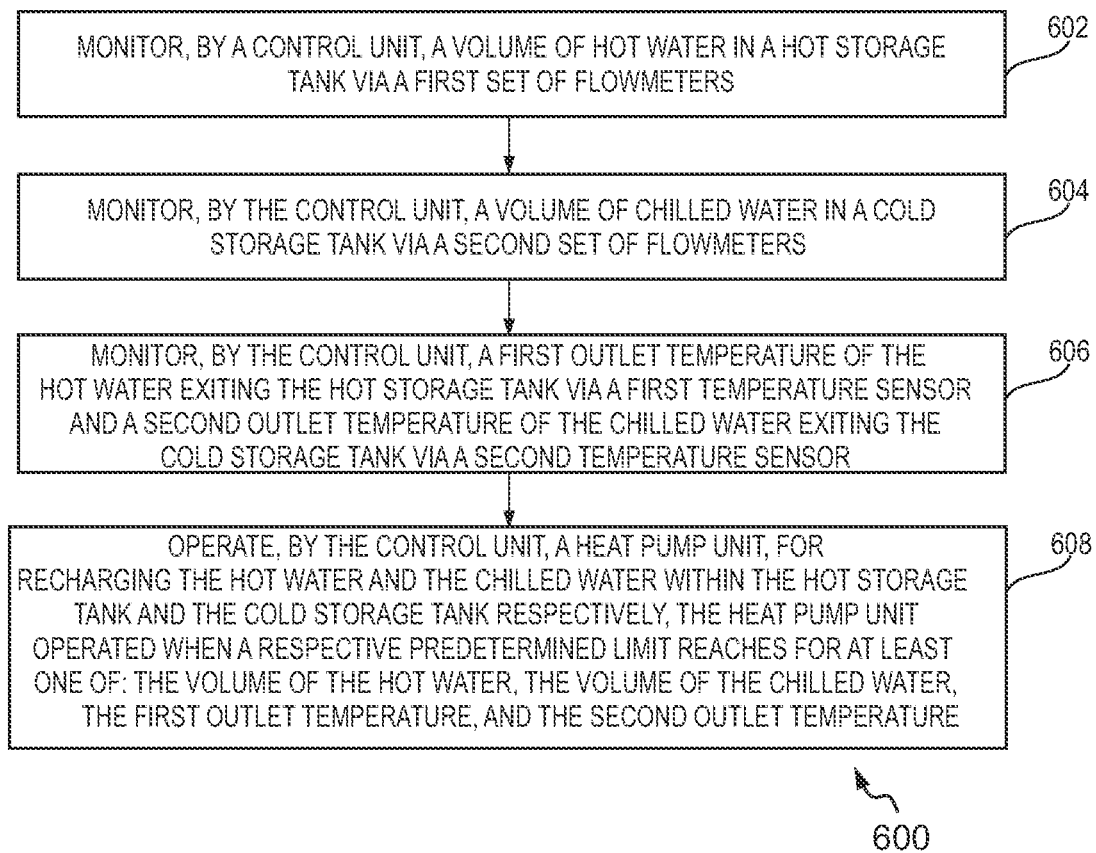 MONITOR, BY A CONTROL UNIT, A VOLUME OF HOT WATER IN A HOT STORAGE
TANK VIA A FIRST SET OF FLOWMETERS
602
MONITOR, BY THE CONTROL UNIT, A VOLUME OF CHILLED WATER IN A COLD
STORAGE TANK VIA A SECOND SET OF FLOWMETERS
604
MONITOR, BY THE CONTROL UNIT, A FIRST OUTLET TEMPERATURE OF THE
HOT WATER EXITING THE HOT STORAGE TANK VIA A FIRST TEMPERATURE SENSOR
AND A SECOND OUTLET TEMPERATURE OF THE CHILLED WATER EXITING THE
COLD STORAGE TANK VIA A SECOND TEMPERATURE SENSOR
606
OPERATE, BY THE CONTROL UNIT, A HEAT PUMP UNIT, FOR
RECHARGING THE HOT WATER AND THE CHILLED WATER WITHIN THE HOT STORAGE
TANK AND THE COLD STORAGE TANK RESPECTIVELY, THE HEAT PUMP UNIT
OPERATED WHEN A RESPECTIVE PREDETERMINED LIMIT REACHES FOR AT LEAST
ONE OF: THE VOLUME OF THE HOT WATER, THE VOLUME OF THE CHILLED WATER,
THE FIRST OUTLET TEMPERATURE, AND THE SECOND OUTLET TEMPERATURE
608
600